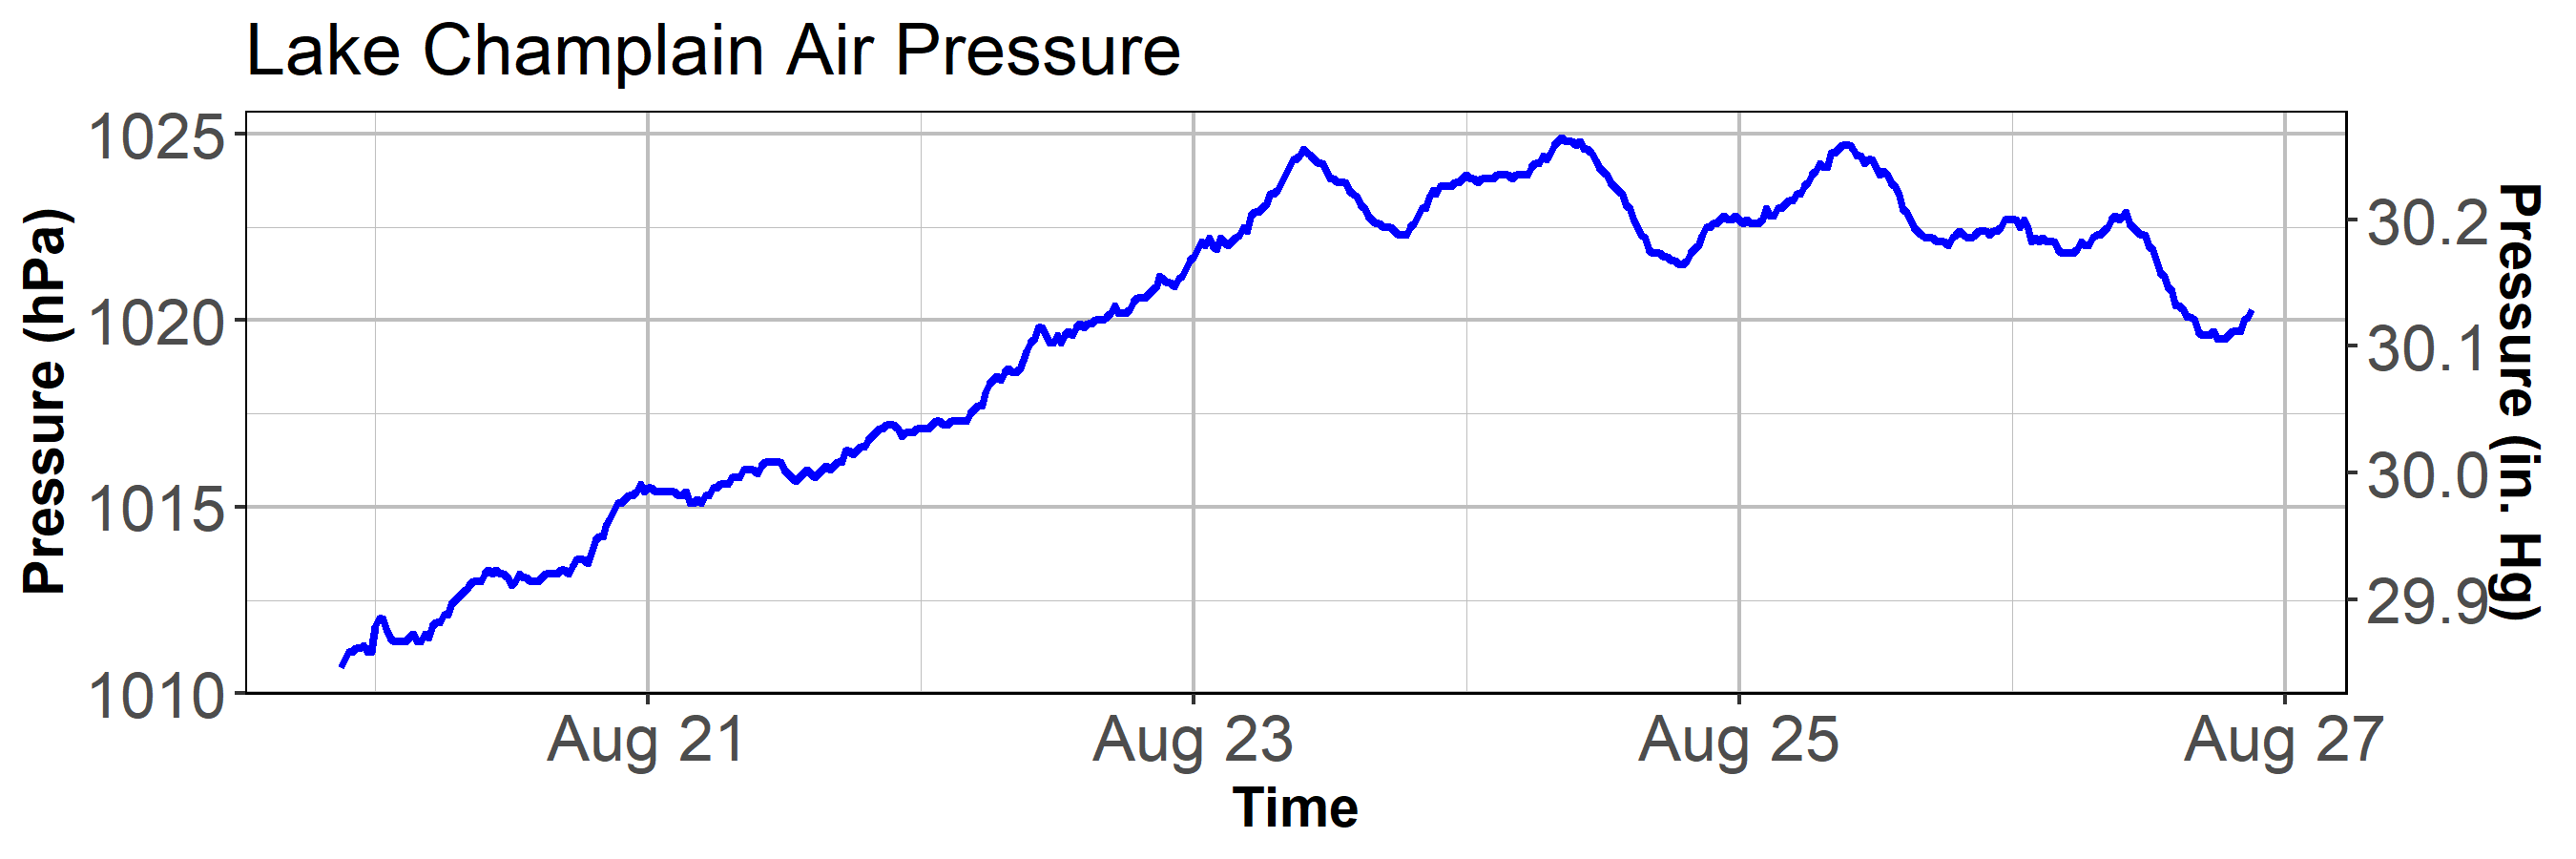 Lake Champlain Air Pressure
Pressure (hPa)
1025
1020
1015
1010
30.2
30.1
30.0
29.9
Pressure (in. Hg)
Aug 21 Aug 23 Aug 25 Aug 27
Time